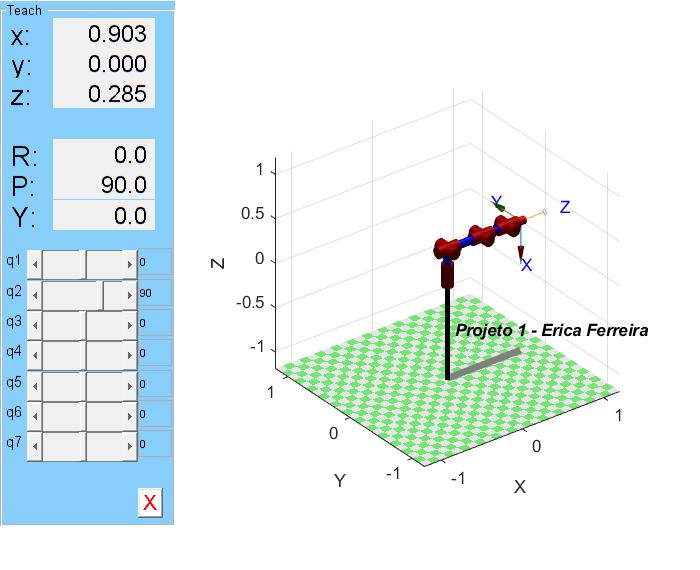 Teach
x: 0.903
y: 0.000
z: 0.285
R: 0.0
P: 90.0
Y: 0.0
q1 0
q2 90
q3 0
q4 0
q5 0
q6 0
q7 0
X
1
0.5
0
-0.5
-1
Z
Y
Z
X
Projeto 1 - Erica Ferreira
1
0
-1
Y
-1
0
1
X